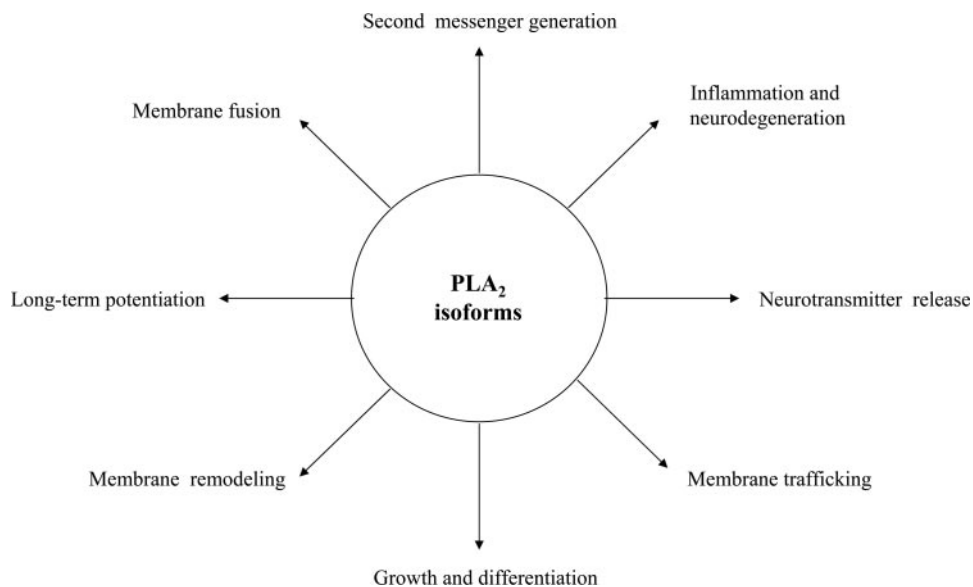 Second messenger generation
Membrane fusion
Inflammation and
neurodegeneration
Long-term potentiation
PLA₂
isoforms
Neurotransmitter release
Membrane remodeling
Membrane trafficking
Growth and differentiation